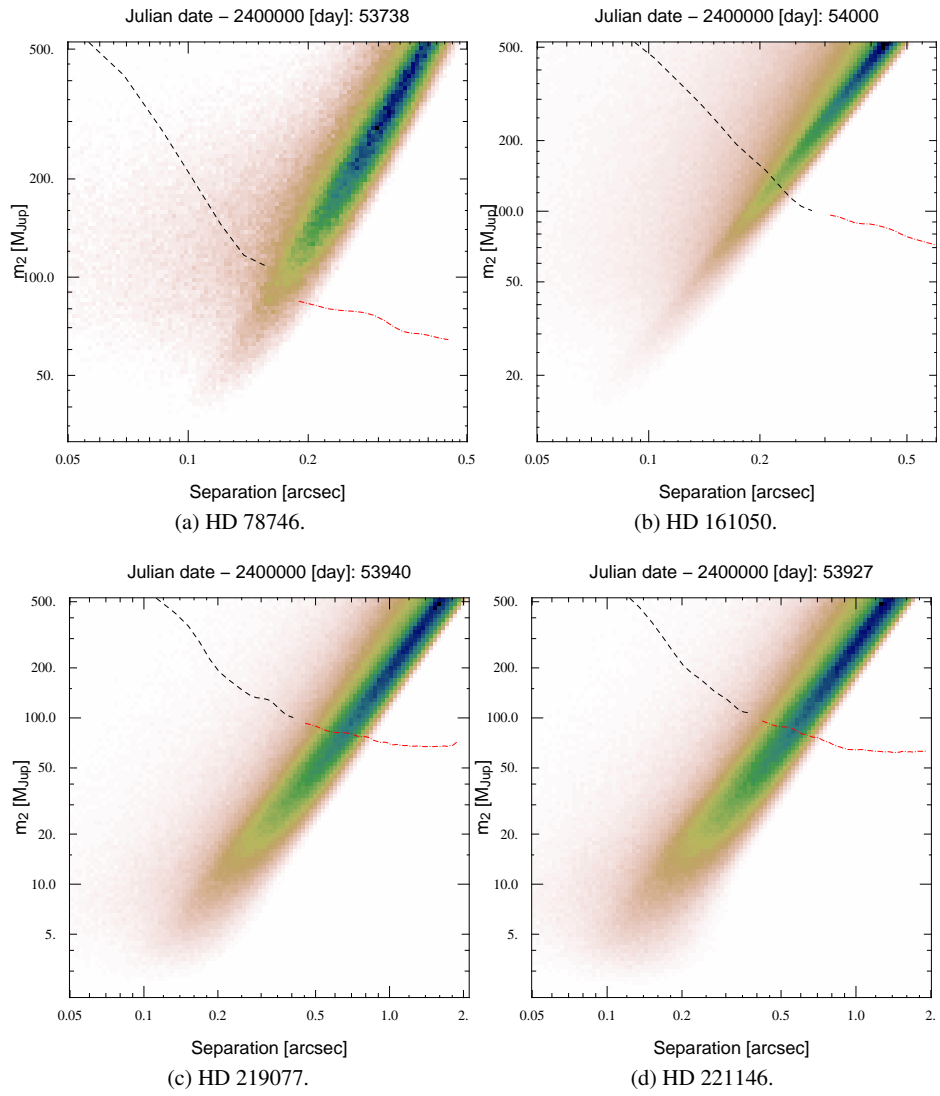 Julian date − 2400000 [day]: 53738
m2 [MJup]
500.
200.
100.0
50.
0.05 0.1 0.2 0.5
Separation [arcsec]
(a) HD 78746.
Julian date − 2400000 [day]: 54000
m2 [MJup]
500.
200.
100.0
50.
20.
0.05 0.1 0.2 0.5
Separation [arcsec]
(b) HD 161050.
Julian date − 2400000 [day]: 53940
m2 [MJup]
500.
200.
100.0
50.
20.
10.0
5.
0.05 0.1 0.2 0.5 1.0 2.
Separation [arcsec]
(c) HD 219077.
Julian date − 2400000 [day]: 53927
m2 [MJup]
500.
200.
100.0
50.
20.
10.0
5.
0.05 0.1 0.2 0.5 1.0 2.
Separation [arcsec]
(d) HD 221146.